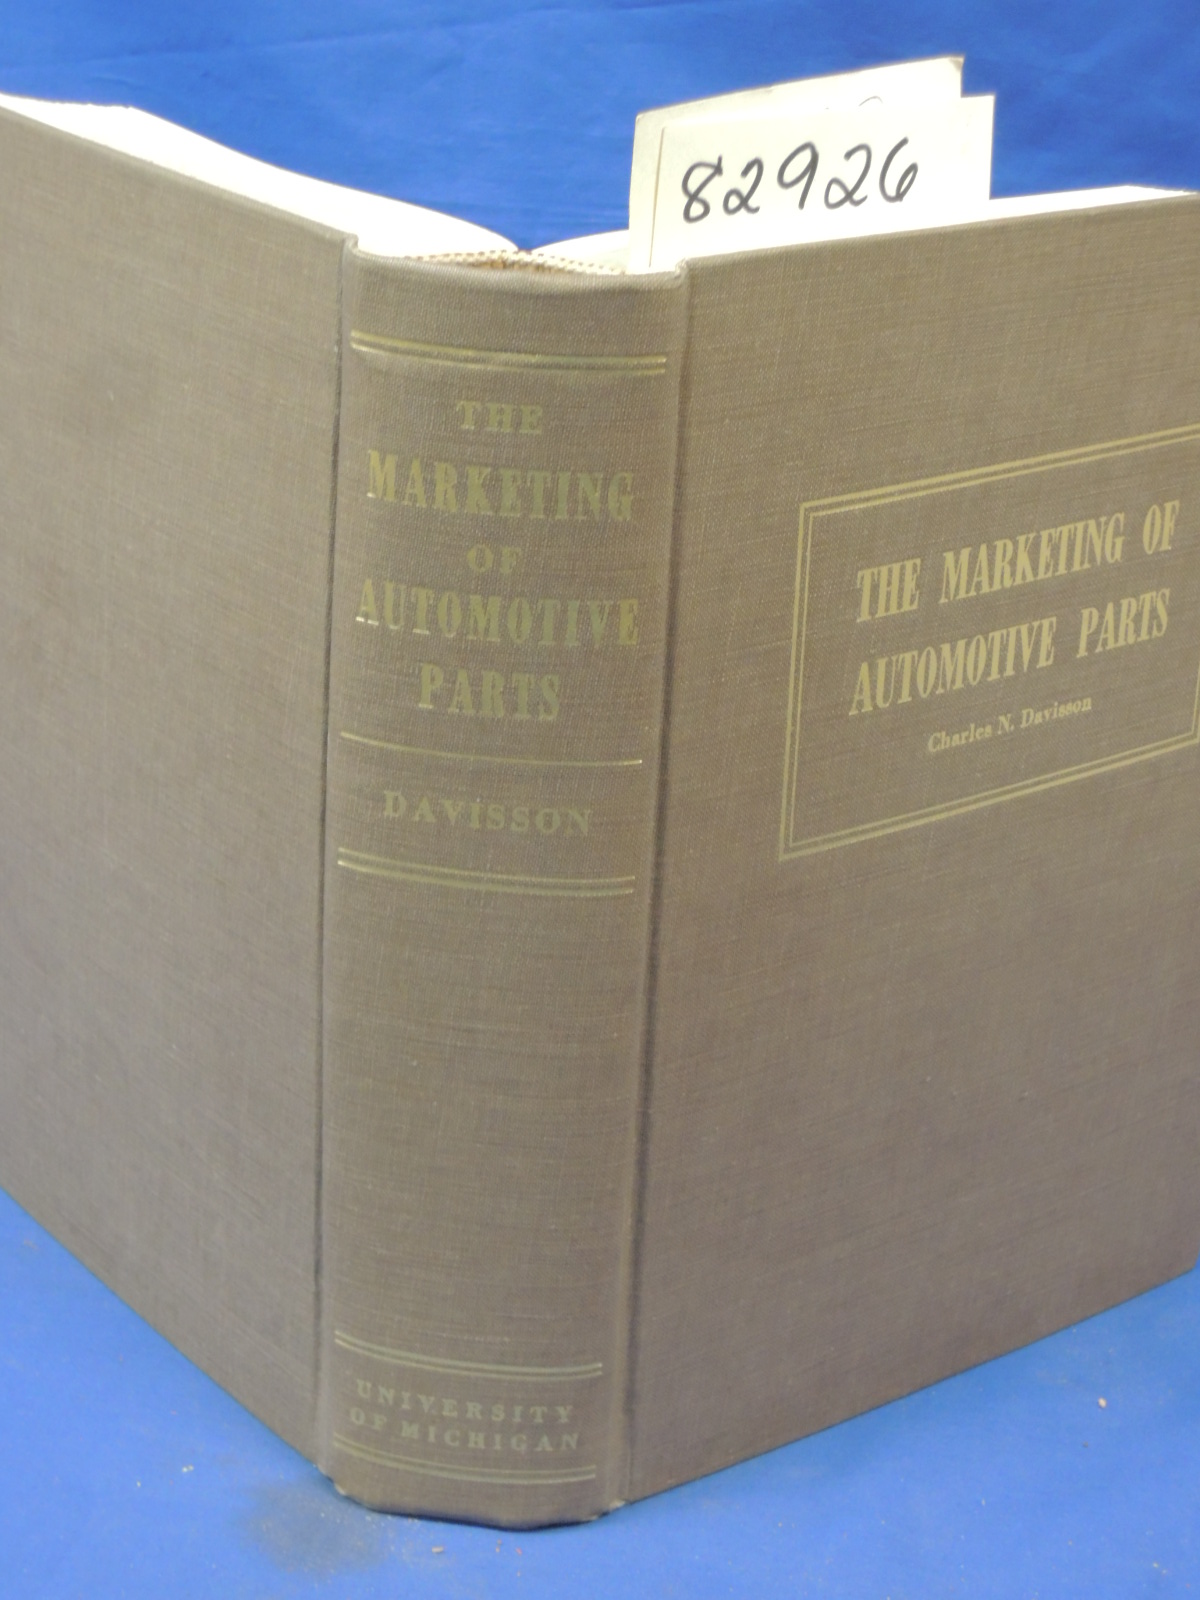 82926
THE
MARKETING
OF
AUTOMOTIVE
PARTS
DAVISSON
UNIVERSITY
OF MICHIGAN
THE MARKETING OF
AUTOMOTIVE PARTS
Charles N. Davisson